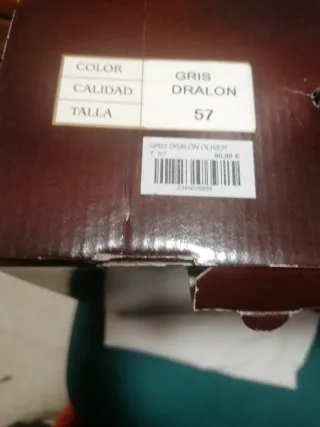 COLOR GRIS
CALIDAD DRALON
TALLA 57
GRIS DRALON OLIVER
T. 57 90,00 €